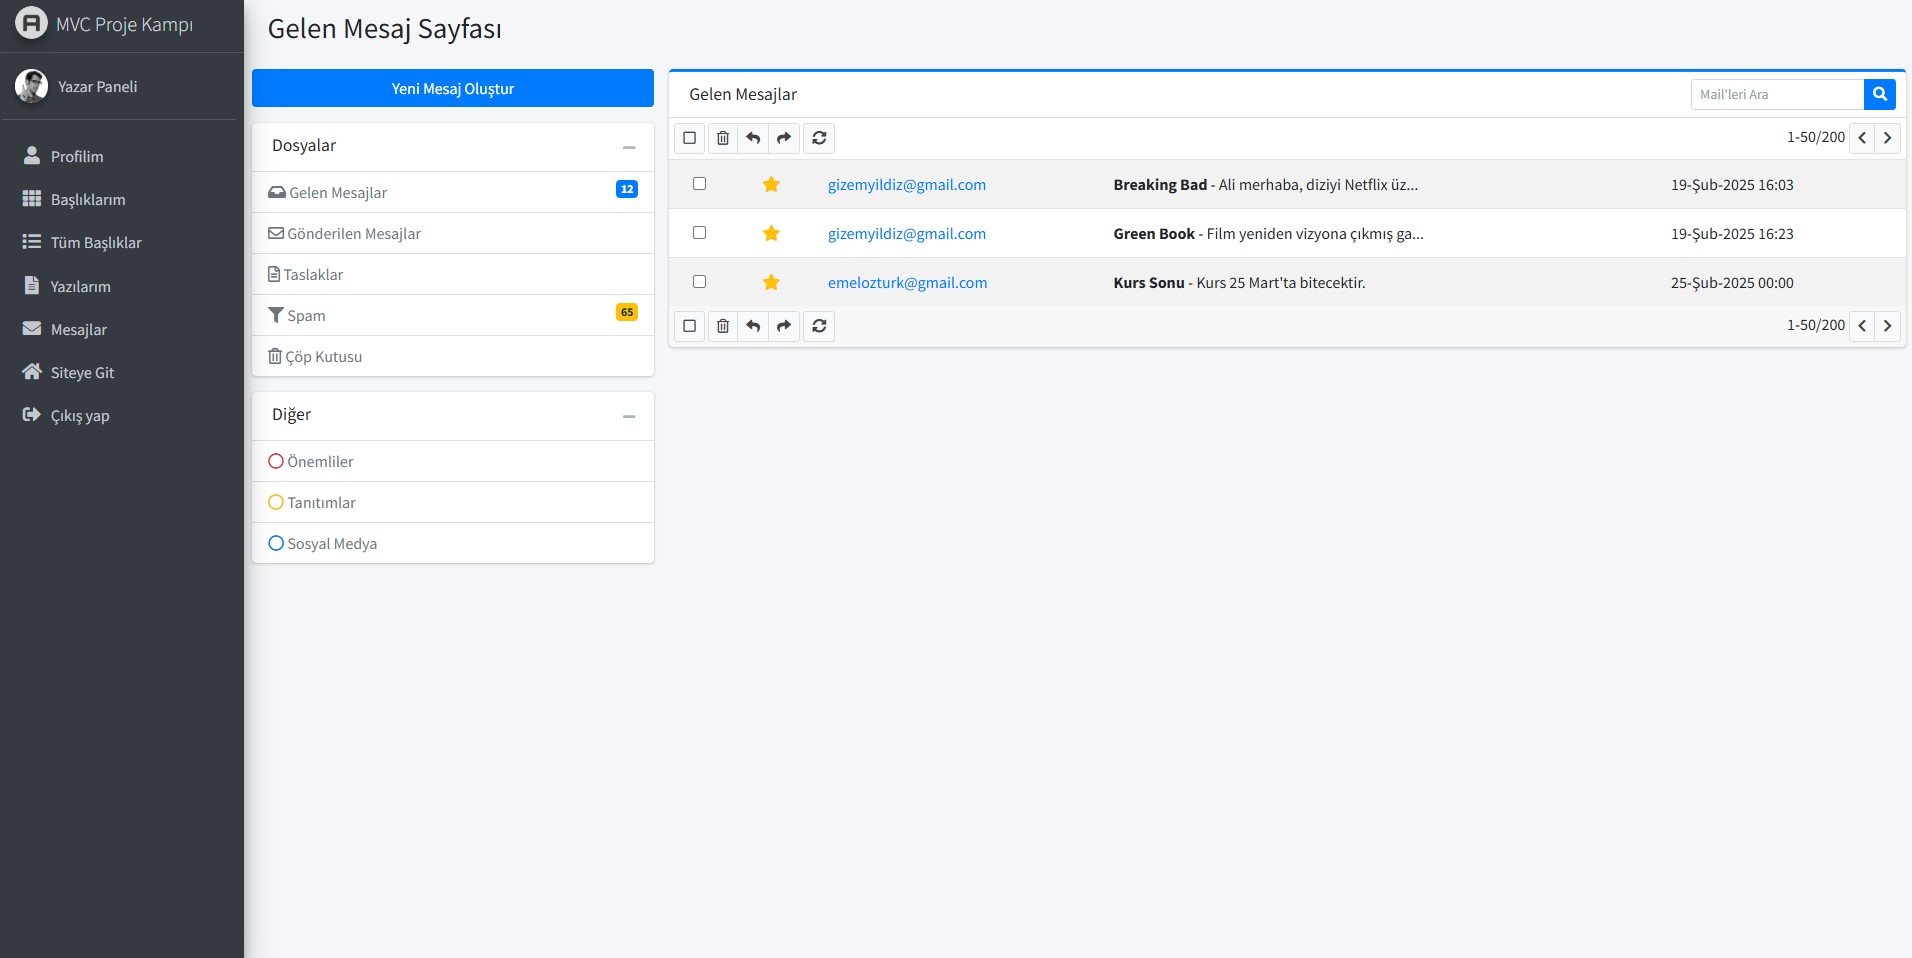 MVC Proje Kampı
Yazar Paneli
Profilim
Başlıklarım
Tüm Başlıklar
Yazılarım
Mesajlar
Siteye Git
Çıkış yap
Gelen Mesaj Sayfası
Yeni Mesaj Oluştur
Dosyalar
Gelen Mesajlar 12
Gönderilen Mesajlar
Taslaklar
Spam 65
Çöp Kutusu
Diğer
Önemliler
Tanıtımlar
Sosyal Medya
Gelen Mesajlar
Mail'leri Ara
1-50/200
gizemyildiz@gmail.com Breaking Bad - Ali merhaba, diziyi Netflix üz... 19-Şub-2025 16:03
gizemyildiz@gmail.com Green Book - Film yeniden vizyona çıkmış ga... 19-Şub-2025 16:23
emelozturk@gmail.com Kurs Sonu - Kurs 25 Mart'ta bitecektir. 25-Şub-2025 00:00
1-50/200